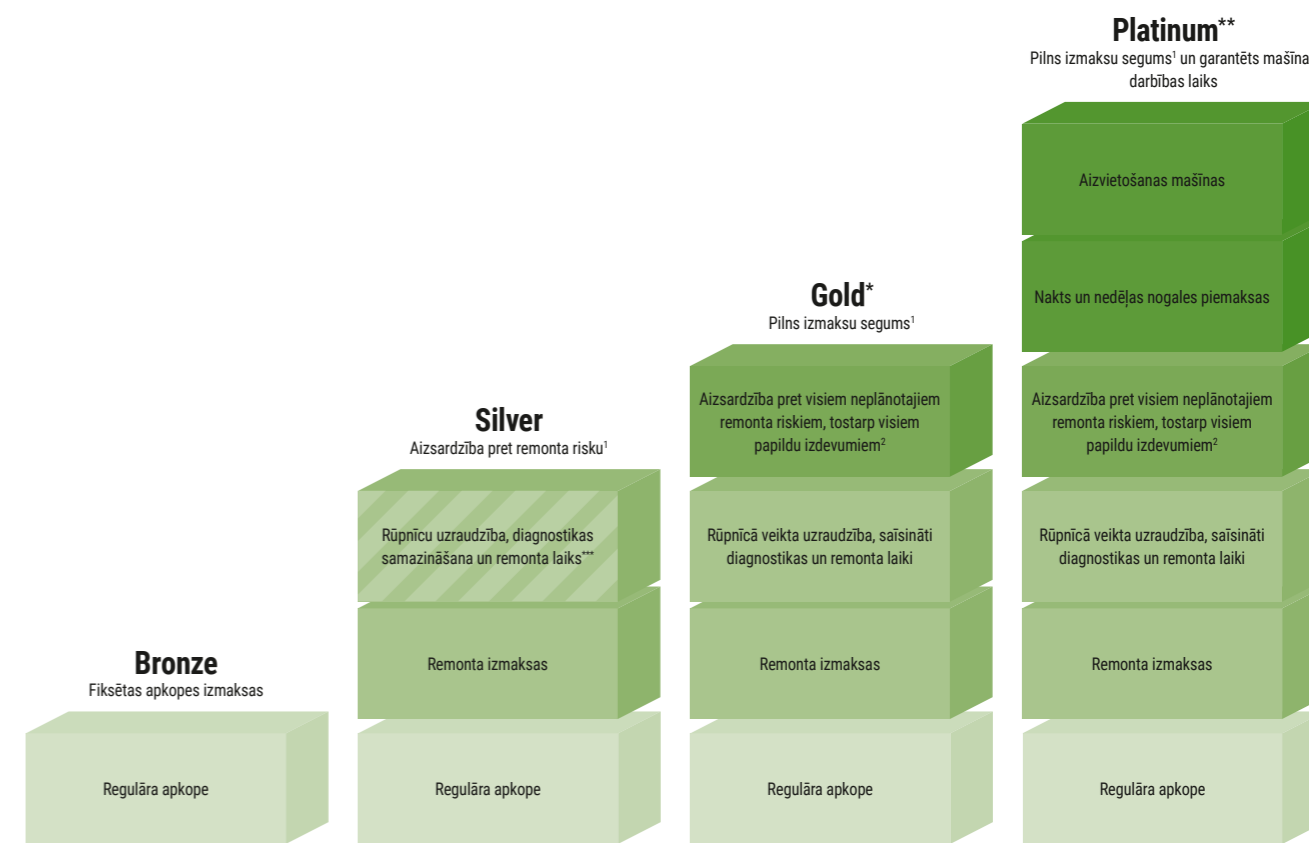 Platinum**
Pilns izmaksu segums¹ un garantēts mašīna
darbības laiks
Aizvietošanas mašīnas
Nakts un nedēļas nogales piemaksas
Aizsardzība pret visiem neplānotajiem
remonta riskiem, tostarp visiem
papildu izdevumiem²
Rūpnīcā veikta uzraudzība, saīsināti
diagnostikas un remonta laiki
Remonta izmaksas
Regulāra apkope
Gold*
Pilns izmaksu segums¹
Aizsardzība pret visiem neplānotajiem
remonta riskiem, tostarp visiem
papildu izdevumiem²
Rūpnīcā veikta uzraudzība, saīsināti
diagnostikas un remonta laiki
Remonta izmaksas
Regulāra apkope
Silver
Aizsardzība pret remonta risku¹
Rūpnīcu uzraudzība, diagnostikas
samazināšana un remonta laiks***
Remonta izmaksas
Regulāra apkope
Bronze
Fiksētas apkopes izmaksas
Regulāra apkope